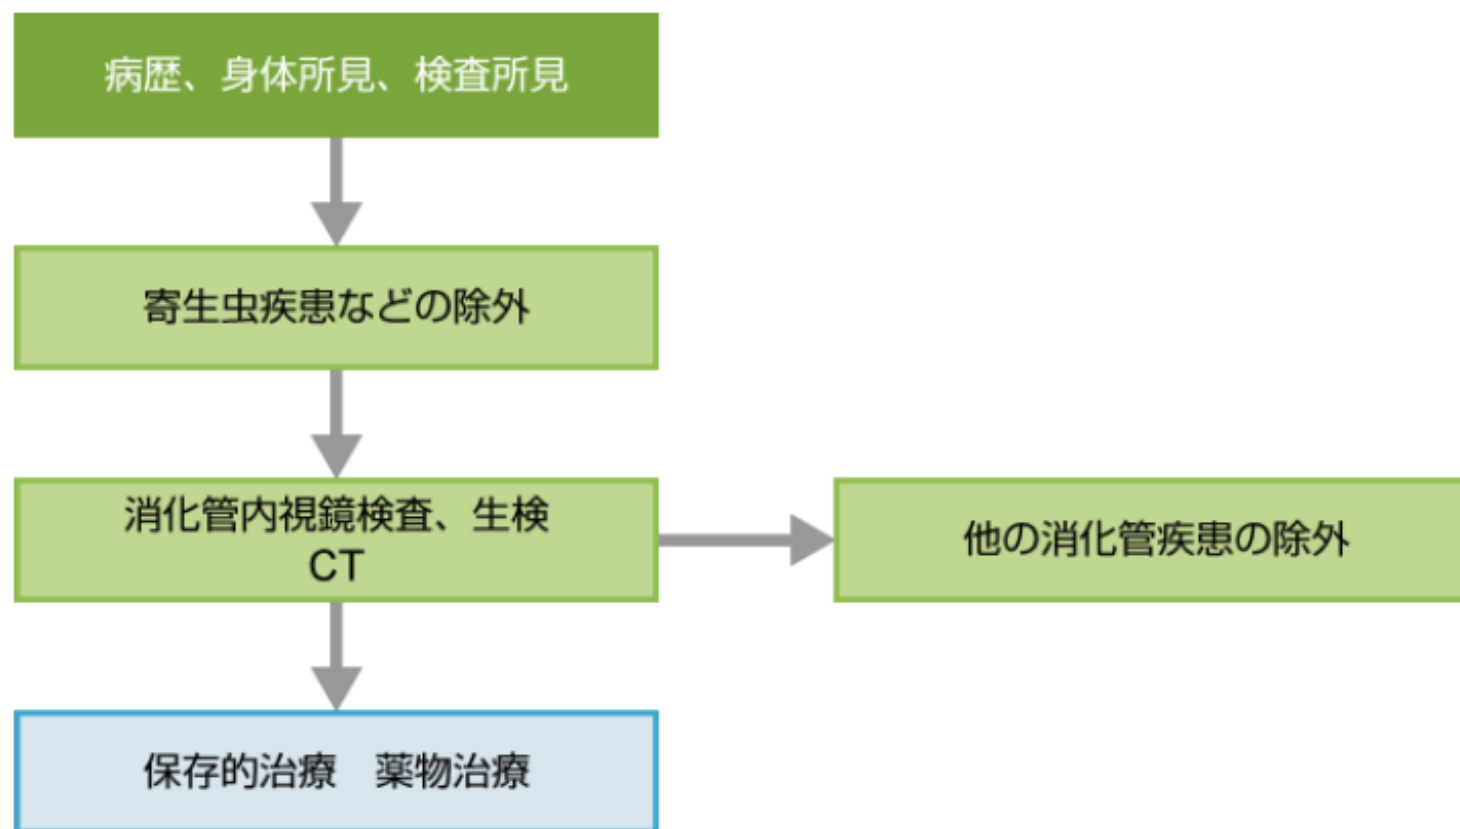 病歴、身体所見、検査所見
寄生虫疾患などの除外
消化管内視鏡検査、生検
CT
他の消化管疾患の除外
保存的治療　薬物治療